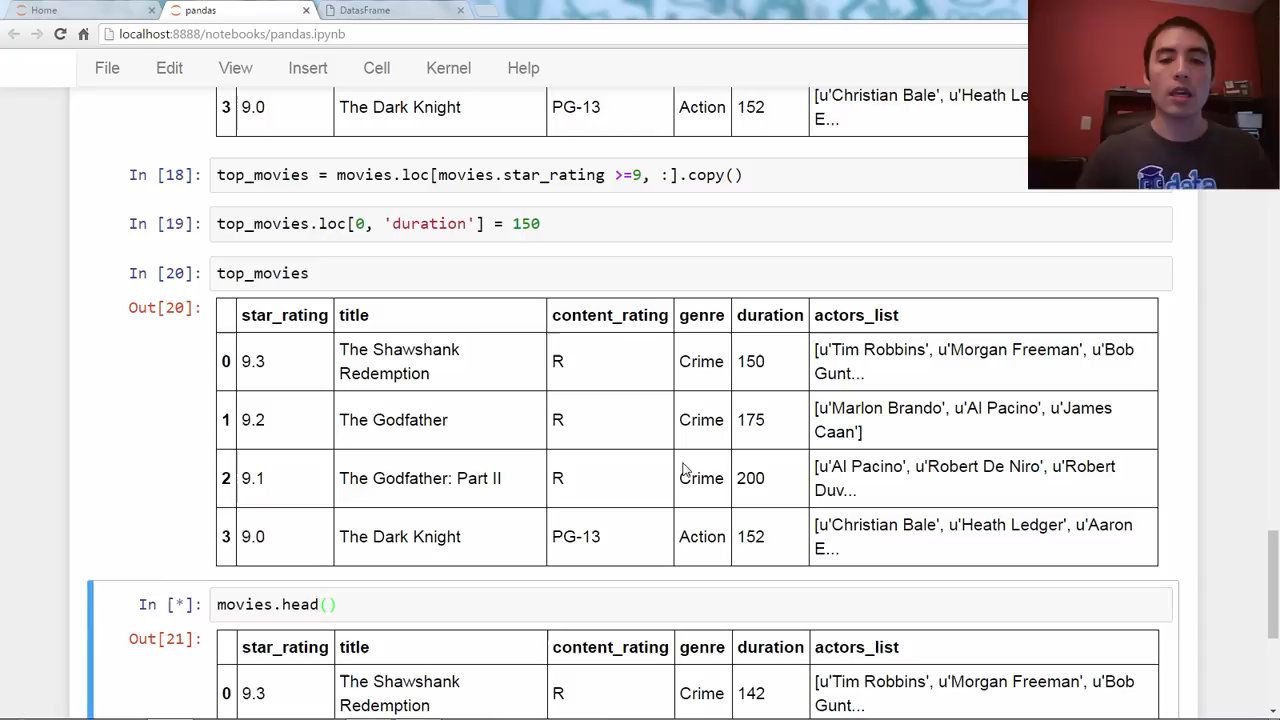 Home
pandas
DatasFrame
localhost:8888/notebooks/pandas.ipynb
File Edit View Insert Cell Kernel Help
3 9.0 The Dark Knight PG-13 Action 152 [u'Christian Bale', u'Heath Le
E...
In [18]: top_movies = movies.loc[movies.star_rating >=9, :].copy()
In [19]: top_movies.loc[0, 'duration'] = 150
In [20]: top_movies
Out[20]:
star_rating title content_rating genre duration actors_list
0 9.3 The Shawshank Redemption R Crime 150 [u'Tim Robbins', u'Morgan Freeman', u'Bob Gunt...
1 9.2 The Godfather R Crime 175 [u'Marlon Brando', u'Al Pacino', u'James Caan']
2 9.1 The Godfather: Part II R Crime 200 [u'Al Pacino', u'Robert De Niro', u'Robert Duv...
3 9.0 The Dark Knight PG-13 Action 152 [u'Christian Bale', u'Heath Ledger', u'Aaron E...
In [*]: movies.head()
Out[21]:
star_rating title content_rating genre duration actors_list
0 9.3 The Shawshank Redemption R Crime 142 [u'Tim Robbins', u'Morgan Freeman', u'Bob Gunt...
data